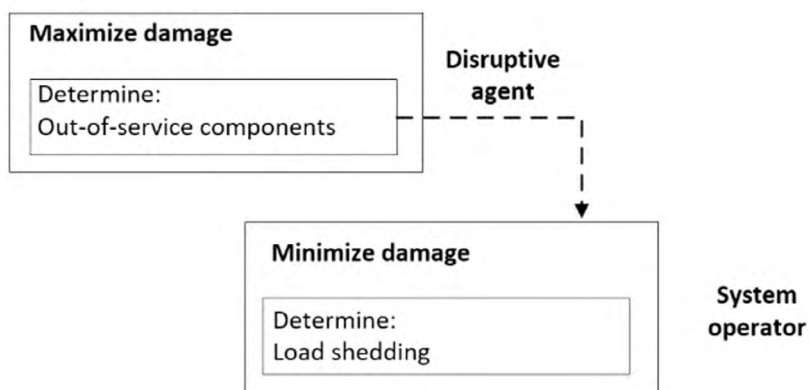 Maximize damage
Determine:
Out-of-service components
Disruptive
agent
Minimize damage
Determine:
Load shedding
System
operator